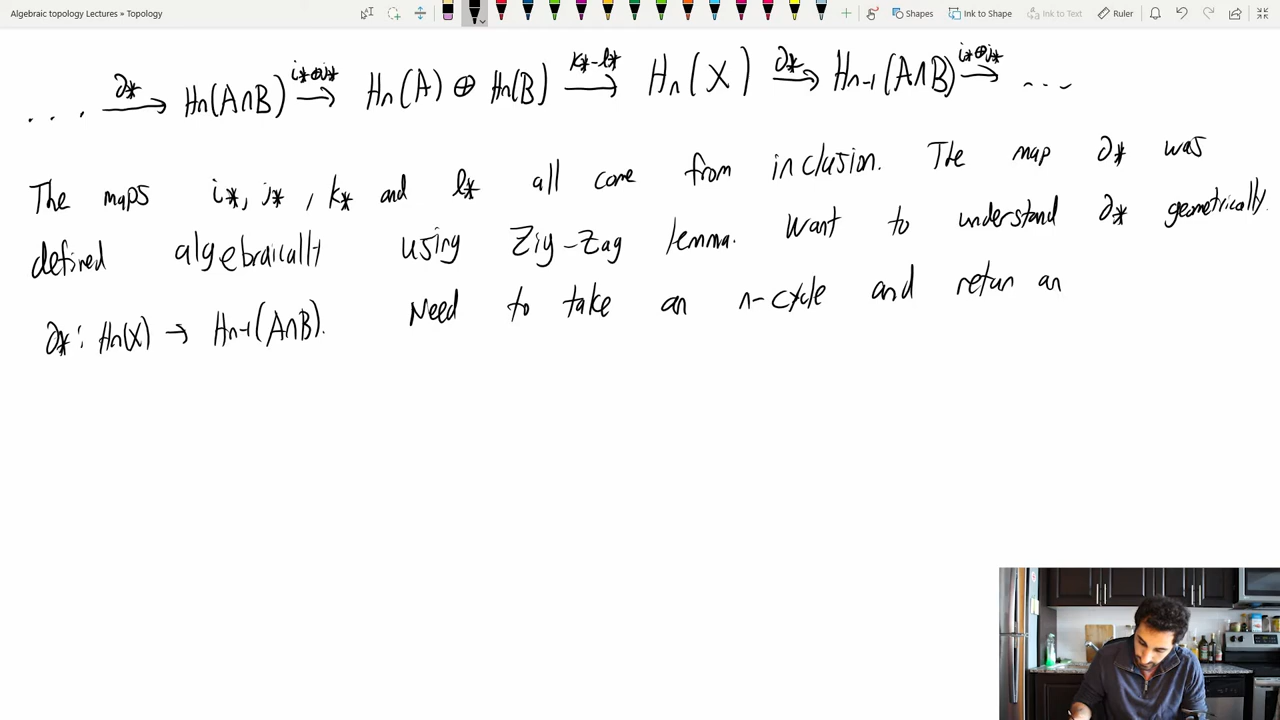 Algebraic topology Lectures » Topology
Shapes Ink to Shape Ink to Text Ruler
... ∂* → Hn(A∩B) i*⊕j* → Hn(A) ⊕ Hn(B) k*-l* → Hn(X) ∂* → Hn-1(A∩B) i*⊕j* → ...
The maps i*, j*, k* and l* all come from inclusion. The map ∂* was
defined algebraically using Zig-Zag lemma. Want to understand ∂* geometrically.
∂*: Hn(X) → Hn-1(A∩B). Need to take an n-cycle and return an